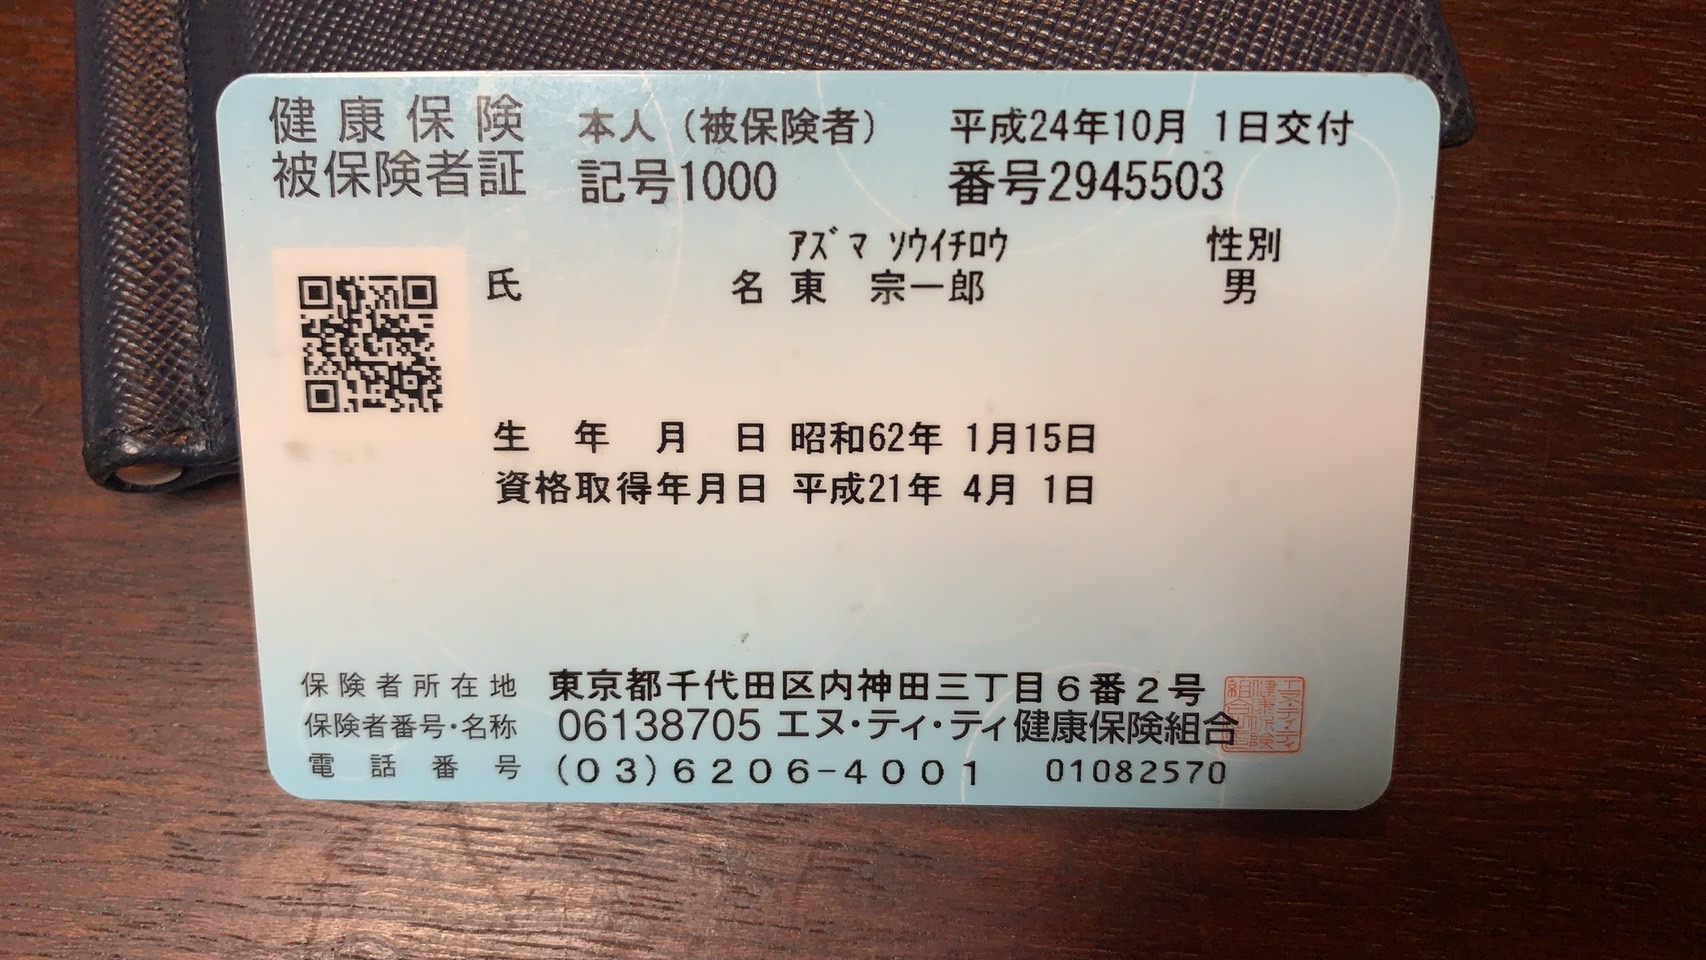 健康保険 本人（被保険者） 平成24年10月 1日交付
被保険者証 記号1000 番号2945503
ｱｽﾞﾏ ｿｳｲﾁﾛｳ 性別
氏名 東 宗一郎 男
生年月日 昭和62年 1月15日
資格取得年月日 平成21年 4月 1日
保険者所在地 東京都千代田区内神田三丁目６番２号
保険者番号・名称 06138705 エヌ・ティ・ティ健康保険組合
電話番号 (０３)６２０６−４００１ 01082570